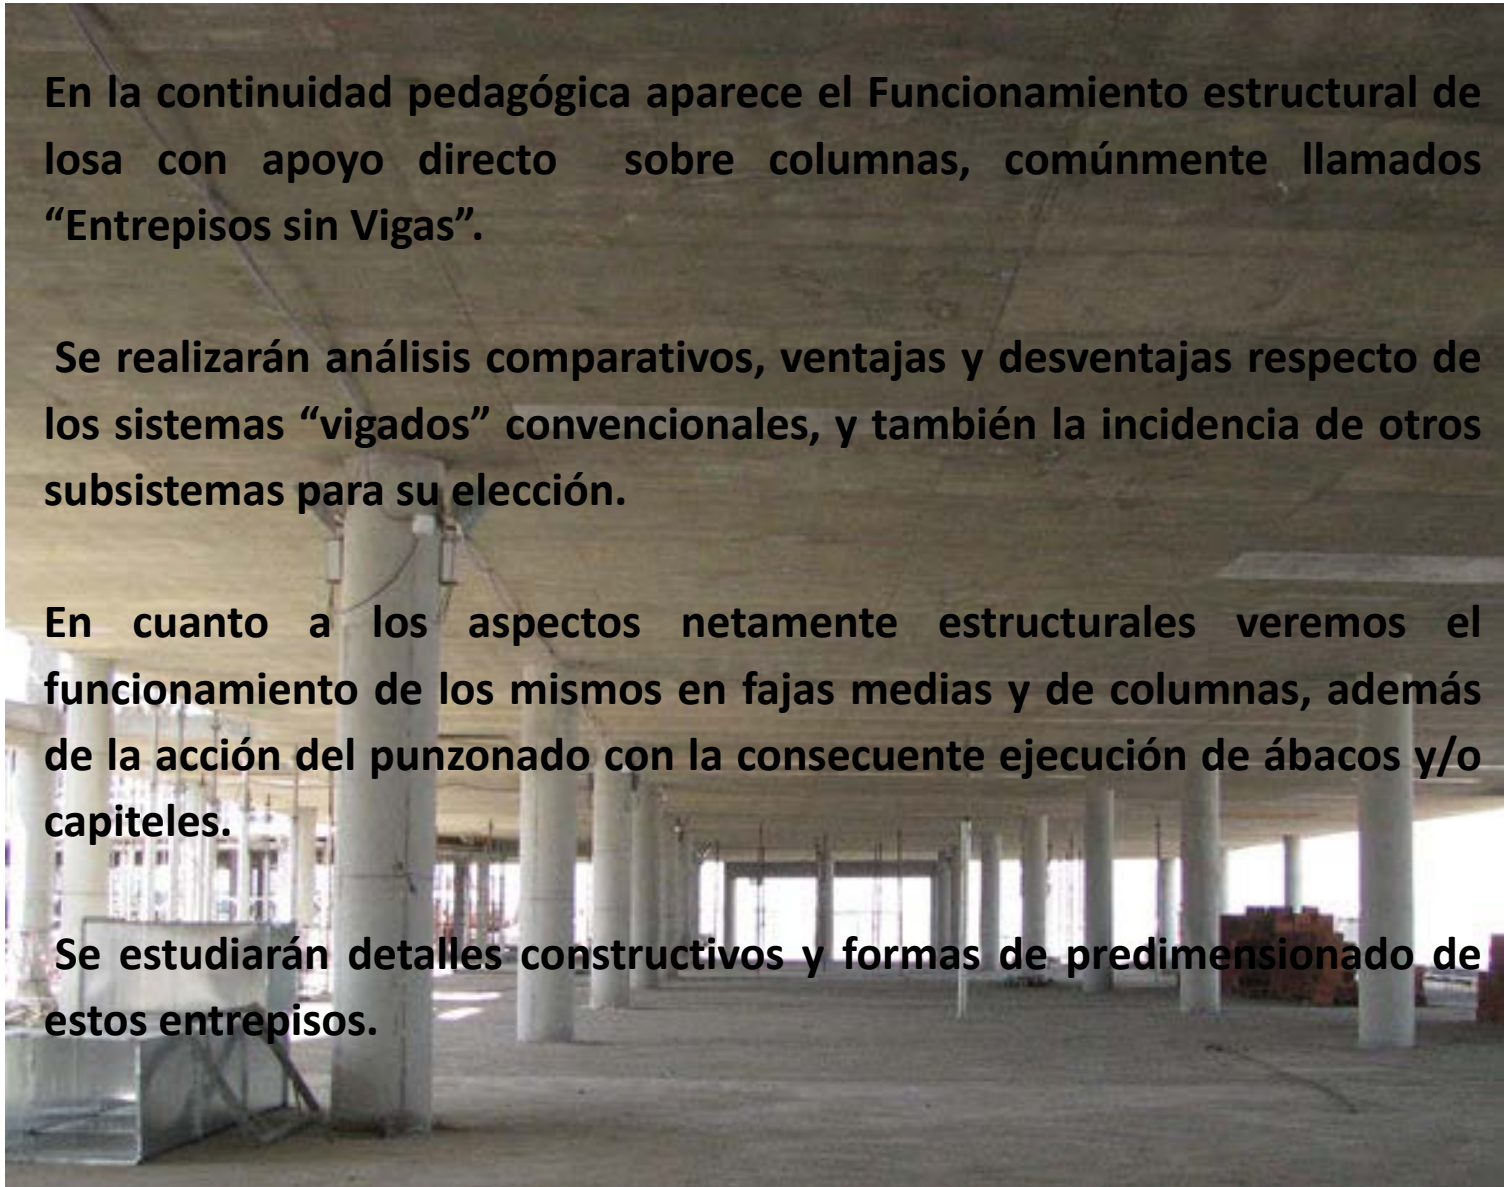 En la continuidad pedagógica aparece el Funcionamiento estructural de
losa con apoyo directo sobre columnas, comúnmente llamados
“Entrepisos sin Vigas”.
Se realizarán análisis comparativos, ventajas y desventajas respecto de
los sistemas “vigados” convencionales, y también la incidencia de otros
subsistemas para su elección.
En cuanto a los aspectos netamente estructurales veremos el
funcionamiento de los mismos en fajas medias y de columnas, además
de la acción del punzonado con la consecuente ejecución de ábacos y/o
capiteles.
Se estudiarán detalles constructivos y formas de predimensionado de
estos entrepisos.